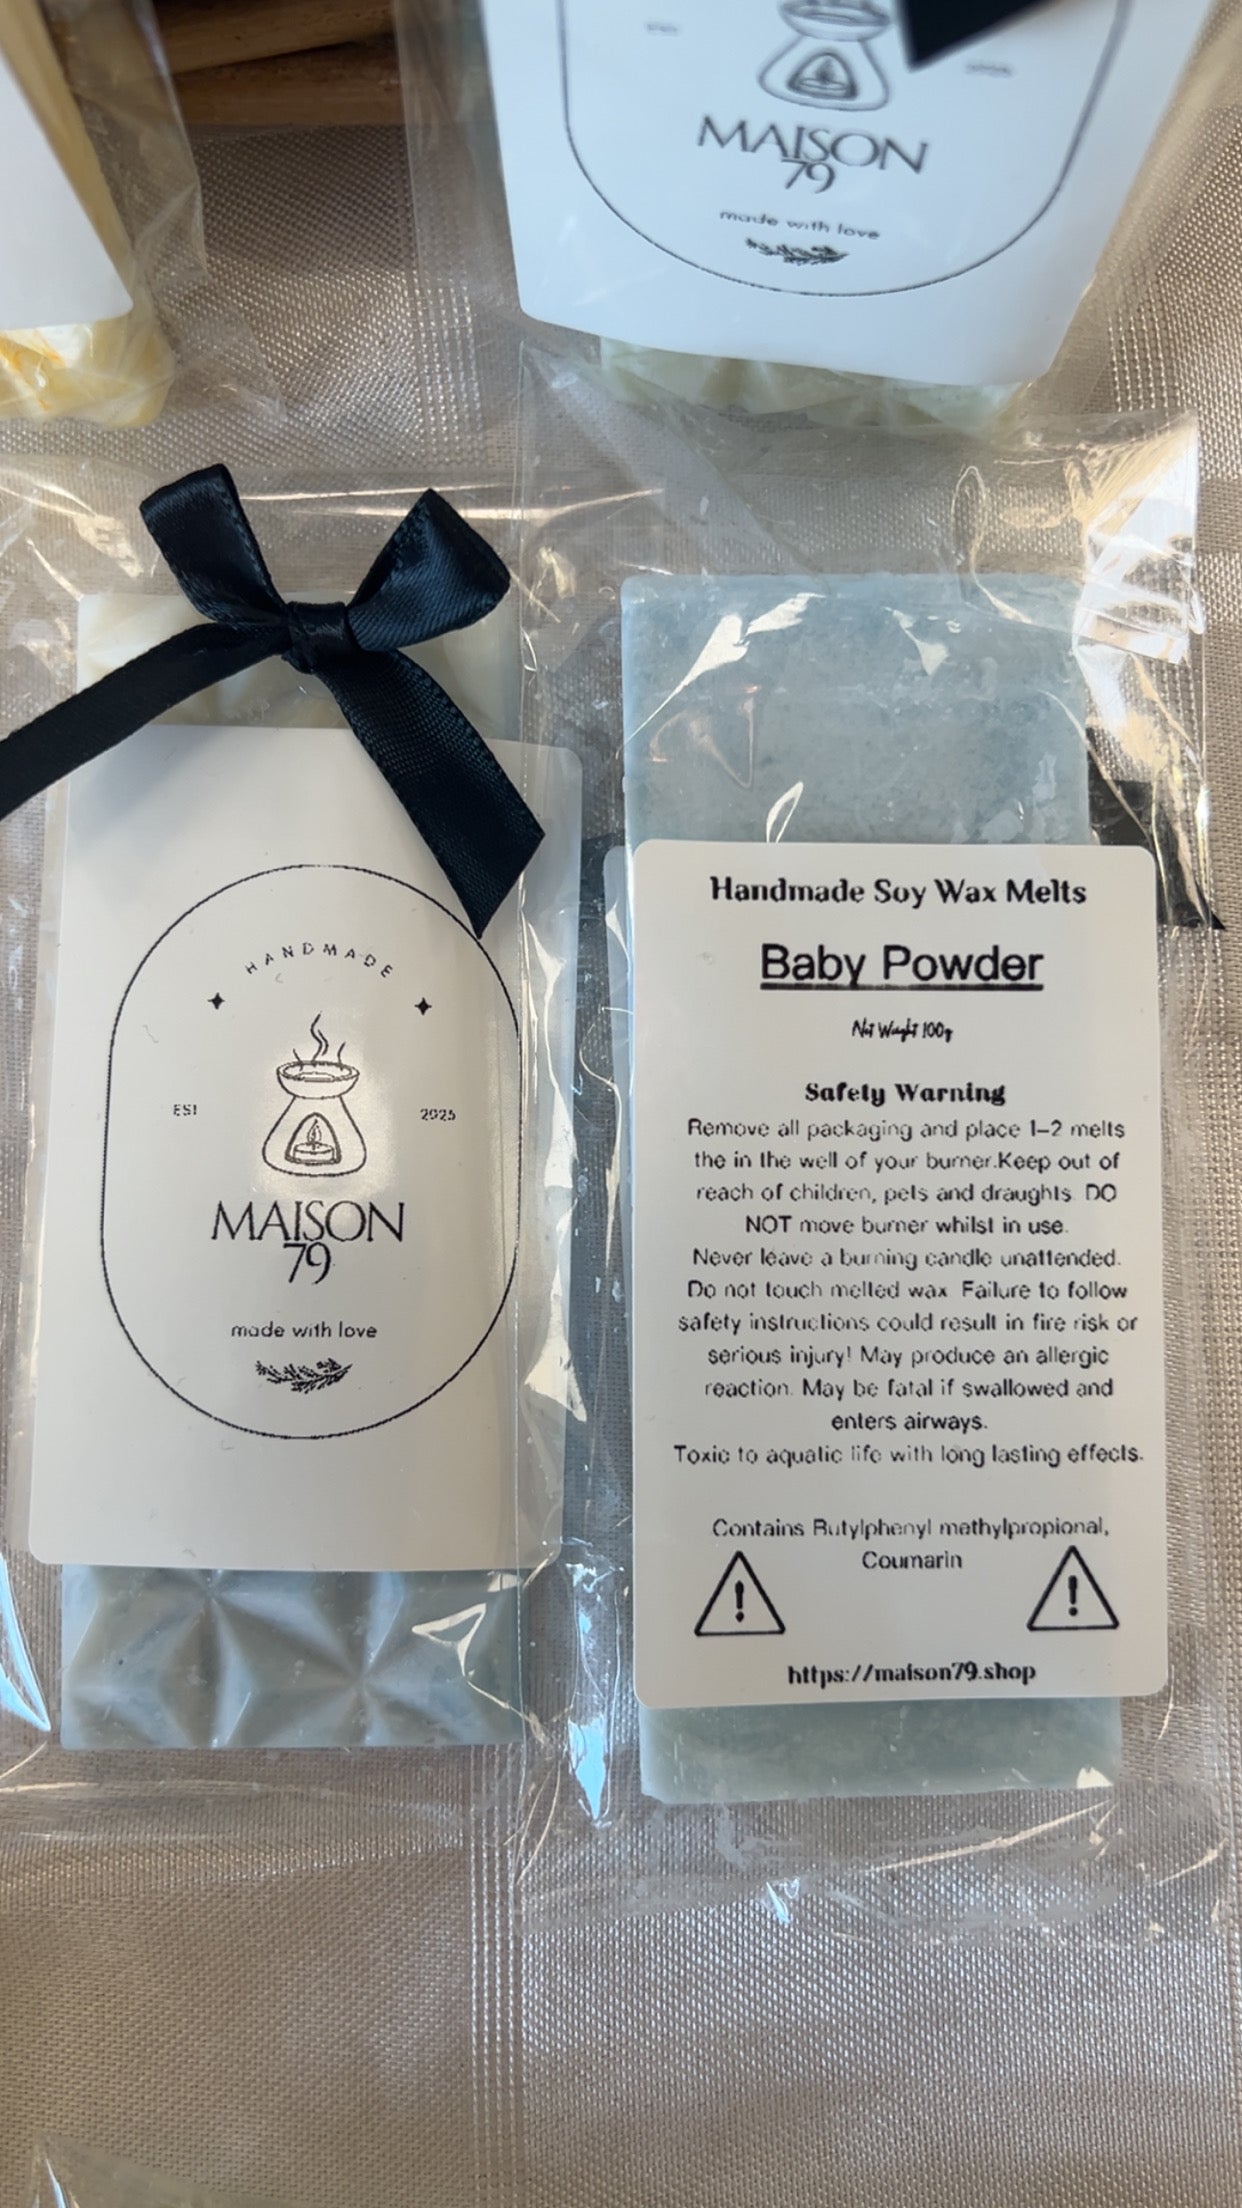 MAISON
79
made with love
HANDMADE
EST 2025
MAISON
79
made with love
Handmade Soy Wax Melts
Baby Powder
Net Weight 100g
Safety Warning
Remove all packaging and place 1-2 melts
the in the well of your burner.Keep out of
reach of children, pets and draughts. DO
NOT move burner whilst in use.
Never leave a burning candle unattended.
Do not touch melted wax. Failure to follow
safety instructions could result in fire risk or
serious injury! May produce an allergic
reaction. May be fatal if swallowed and
enters airways.
Toxic to aquatic life with long lasting effects.
Contains Butylphenyl methylpropional,
Coumarin
https://maison79.shop